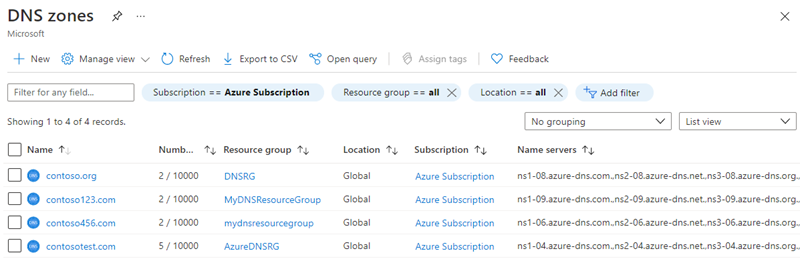 DNS zones
Microsoft
New Manage view Refresh Export to CSV Open query Assign tags Feedback
Filter for any field... Subscription == Azure Subscription Resource group == all Location == all Add filter
Showing 1 to 4 of 4 records. No grouping List view
Name Numb... Resource group Location Subscription Name servers
contoso.org 2 / 10000 DNSRG Global Azure Subscription ns1-08.azure-dns.com.,ns2-08.azure-dns.net.,ns3-08.azure-dns.org...
contoso123.com 2 / 10000 MyDNSResourceGroup Global Azure Subscription ns1-09.azure-dns.com.,ns2-09.azure-dns.net.,ns3-09.azure-dns.org...
contoso456.com 2 / 10000 mydnsresourcegroup Global Azure Subscription ns1-06.azure-dns.com.,ns2-06.azure-dns.net.,ns3-06.azure-dns.org...
contosotest.com 5 / 10000 AzureDNSRG Global Azure Subscription ns1-04.azure-dns.com.,ns2-04.azure-dns.net.,ns3-04.azure-dns.org...